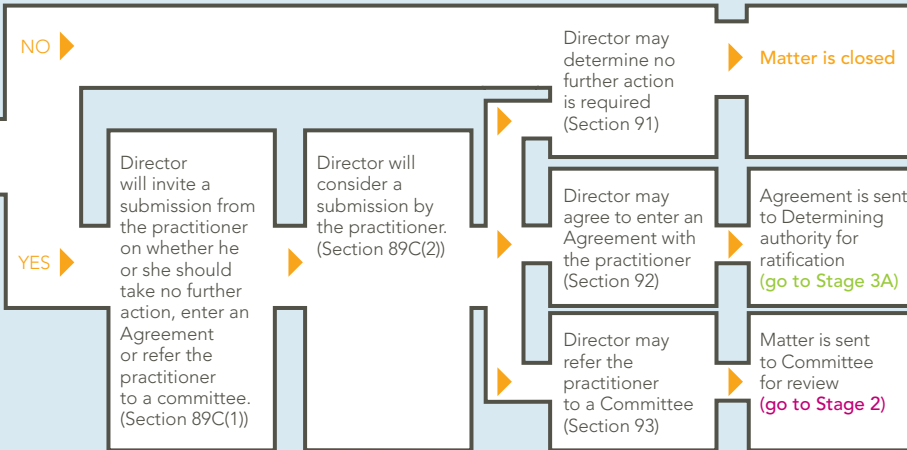 NO
Director may
determine no
further action
is required
(Section 91)
Matter is closed
YES
Director
will invite a
submission from
the practitioner
on whether he
or she should
take no further
action, enter an
Agreement
or refer the
practitioner
to a committee.
(Section 89C(1))
Director will
consider a
submission by
the practitioner.
(Section 89C(2))
Director may
agree to enter an
Agreement with
the practitioner
(Section 92)
Agreement is sent
to Determining
authority for
ratification
(go to Stage 3A)
Director may
refer the
practitioner
to a Committee
(Section 93)
Matter is sent
to Committee
for review
(go to Stage 2)